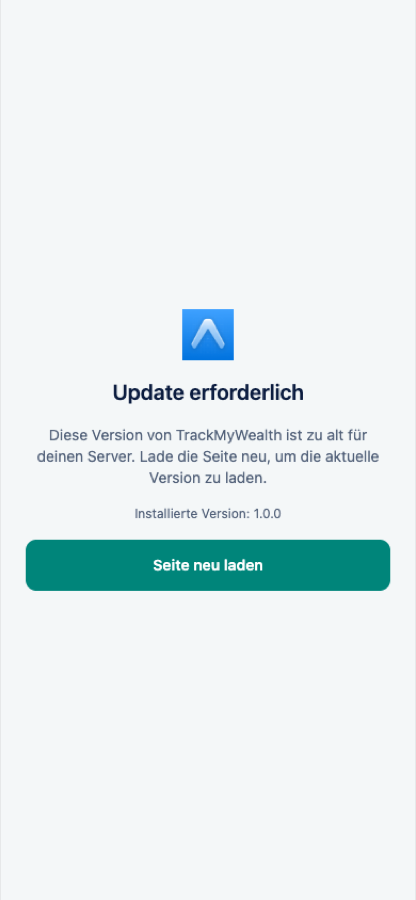 Update erforderlich
Diese Version von TrackMyWealth ist zu alt für
deinen Server. Lade die Seite neu, um die aktuelle
Version zu laden.
Installierte Version: 1.0.0
Seite neu laden